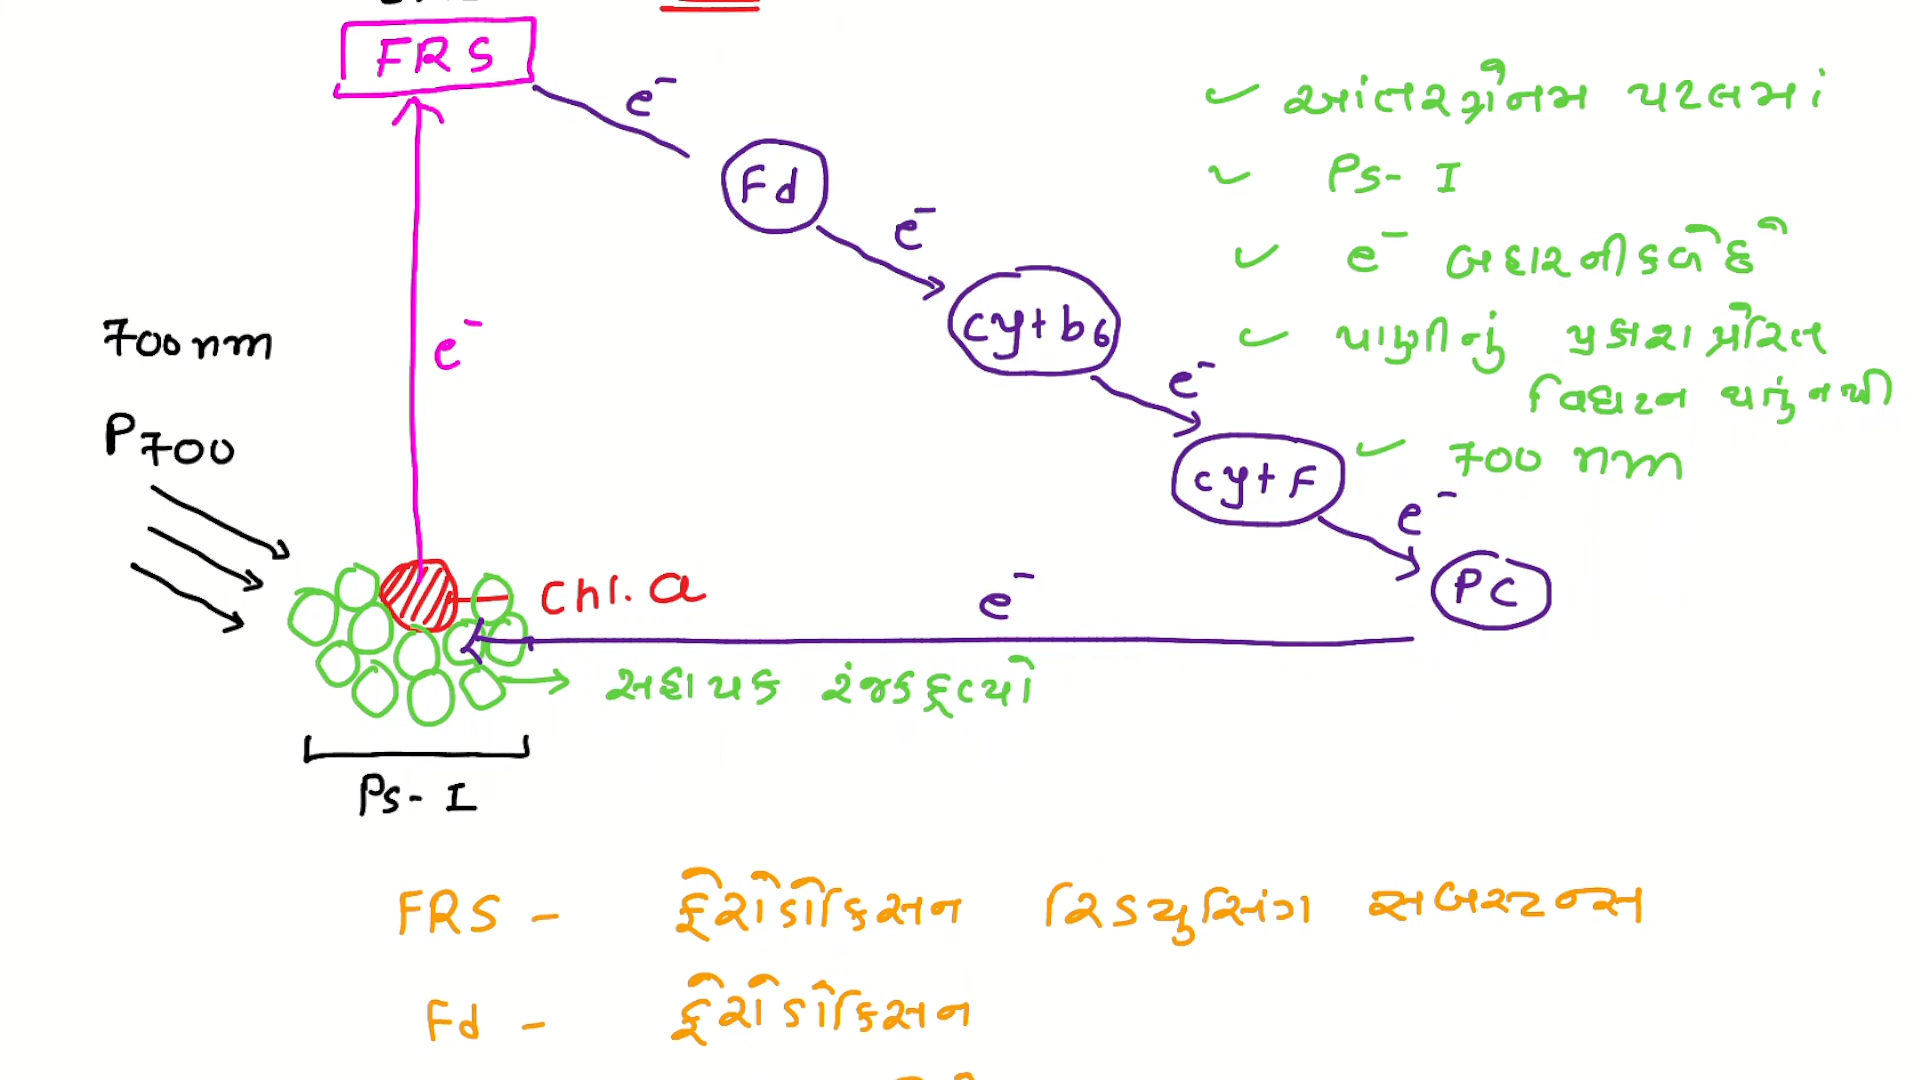 FRS
e⁻
Fd
e⁻
cyt b6
e⁻
cyt F
e⁻
PC
e⁻
e⁻
700 nm
P700
Chl. a
સહાયક રંજકદ્રવ્યો
Ps - I
✓ આંતરગ્રેનમ પટલમાં
✓ Ps - I
✓ e⁻ બહાર નીકળે છે
✓ પાણીનું પ્રકાશપ્રેરિત
વિઘટન થતું નથી
✓ 700 nm
FRS - ફેરોડોક્સિન રિડ્યુસિંગ સબસ્ટન્સ
Fd - ફેરોડોક્સિન